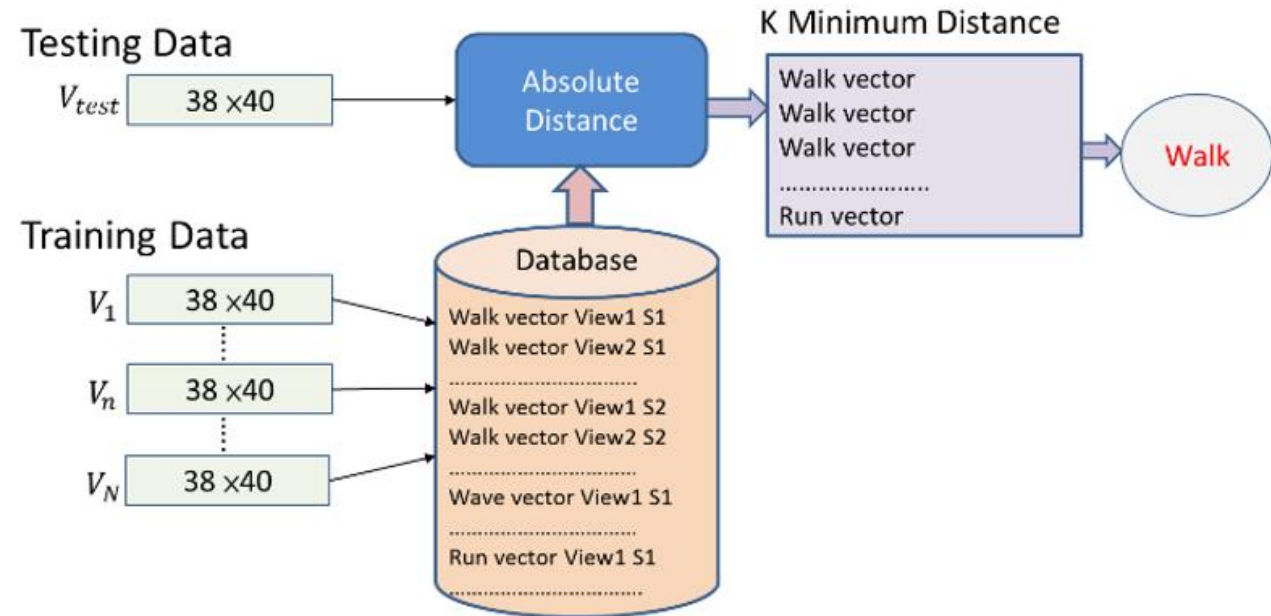 Testing Data
V_test 38 ×40
Absolute
Distance
K Minimum Distance
Walk vector
Walk vector
Walk vector
........................
Run vector
Walk
Training Data
V_1 38 ×40
V_n 38 ×40
V_N 38 ×40
Database
Walk vector View1 S1
Walk vector View2 S1
..................................
Walk vector View1 S2
Walk vector View2 S2
..................................
Wave vector View1 S1
..................................
Run vector View1 S1
...................................